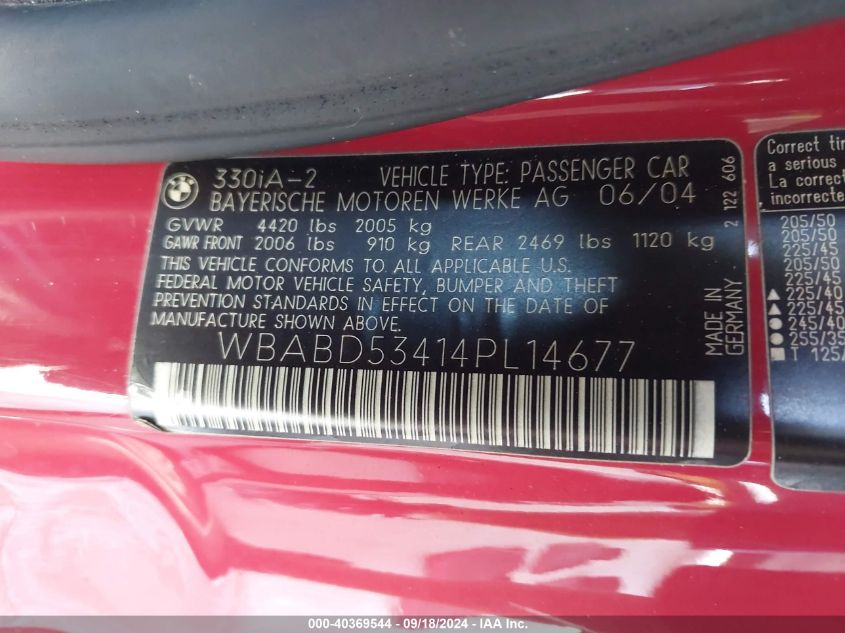 330iA-2 VEHICLE TYPE: PASSENGER CAR
BAYERISCHE MOTOREN WERKE AG 06/04
GVWR 4420 lbs 2005 kg
GAWR FRONT 2006 lbs 910 kg REAR 2469 lbs 1120 kg
THIS VEHICLE CONFORMS TO ALL APPLICABLE U.S.
FEDERAL MOTOR VEHICLE SAFETY, BUMPER AND THEFT
PREVENTION STANDARDS IN EFFECT ON THE DATE OF
MANUFACTURE SHOWN ABOVE.
WBABD53414PL14677
2 122 606
MADE IN
GERMANY
Correct
a serious
La correct
incorrecte
205/50
205/50
225/45
205/50
225/45
▲ 225/40
▲ 225/45
● 245/40
● 255/35
■ T 125/
000-40369544 - 09/18/2024 - IAA Inc.